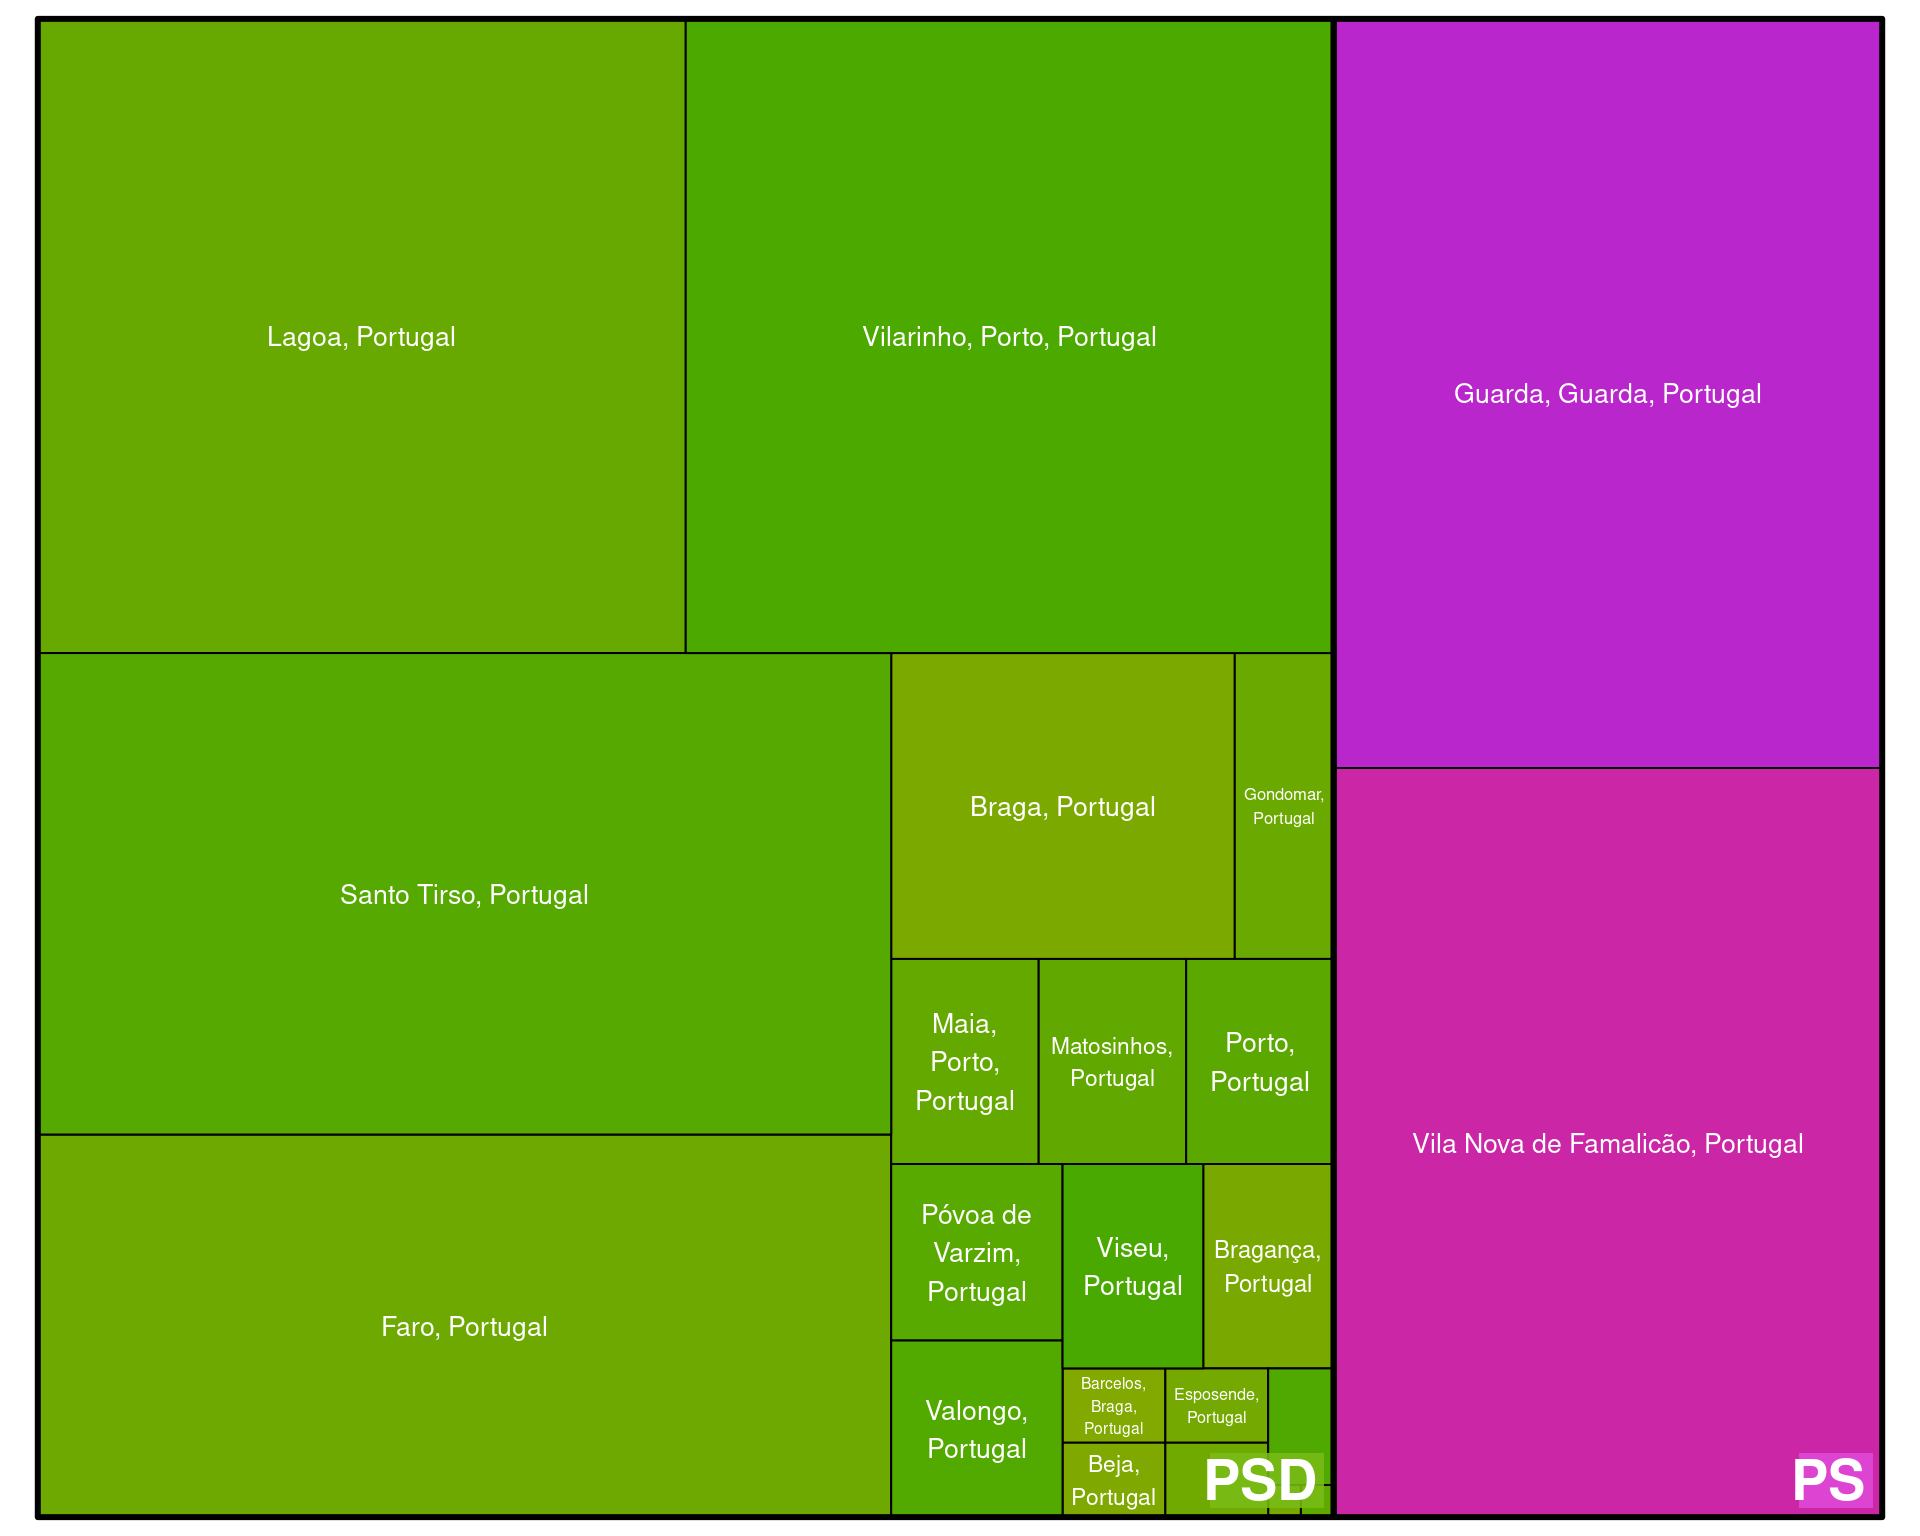 Lagoa, Portugal
Vilarinho, Porto, Portugal
Guarda, Guarda, Portugal
Santo Tirso, Portugal
Braga, Portugal
Gondomar,
Portugal
Maia,
Porto,
Portugal
Matosinhos,
Portugal
Porto,
Portugal
Vila Nova de Famalicão, Portugal
Póvoa de
Varzim,
Portugal
Viseu,
Portugal
Bragança,
Portugal
Faro, Portugal
Valongo,
Portugal
Barcelos,
Braga,
Portugal
Esposende,
Portugal
Beja,
Portugal
PSD
PS